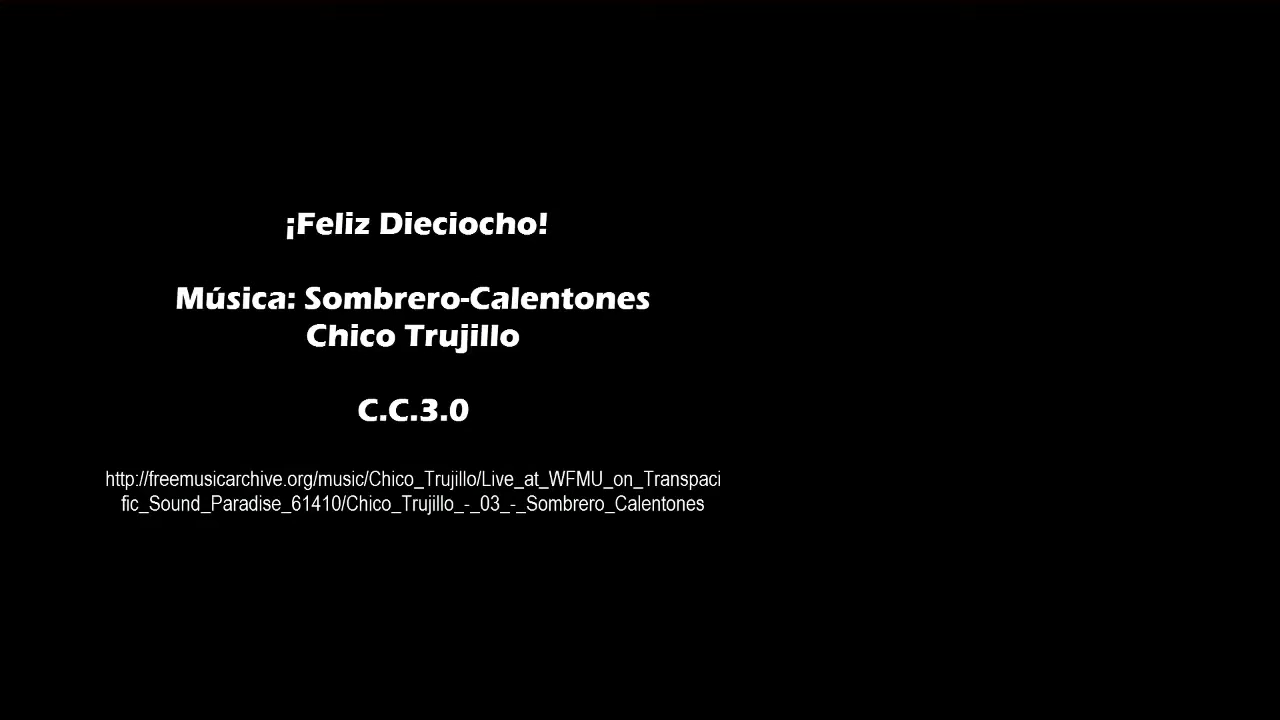 ¡Feliz Dieciocho!
Música: Sombrero-Calentones
Chico Trujillo
C.C.3.0
http://freemusicarchive.org/music/Chico_Trujillo/Live_at_WFMU_on_Transpaci
fic_Sound_Paradise_61410/Chico_Trujillo_-_03_-_Sombrero_Calentones